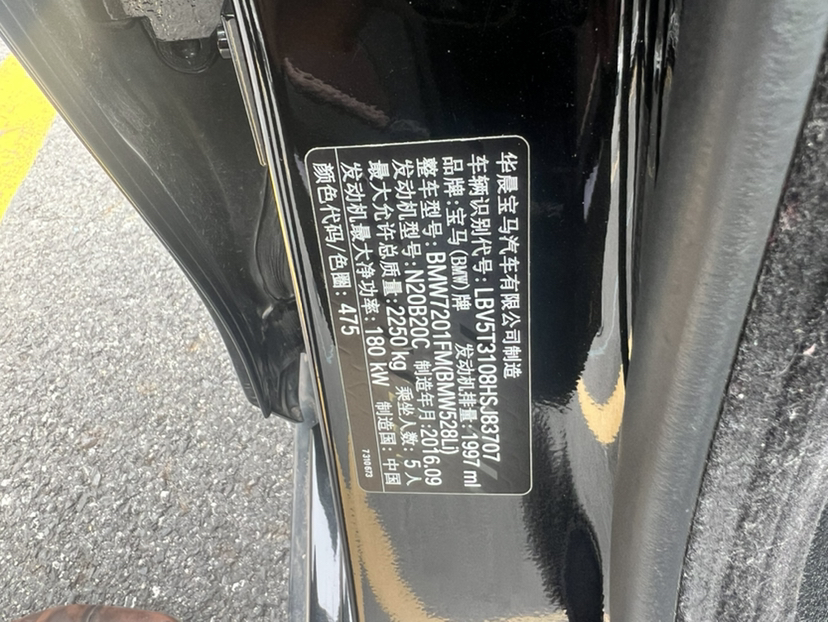 华晨宝马汽车有限公司制造
车辆识别代号：LBV5T3108HSJ83707
品牌：宝马（BMW）牌 发动机排量：1997 ml
整车型号：BMW7201FM(BMW528Li)
发动机型号：N20B20C 制造年月：2016.09
最大允许总质量：2250 kg 乘坐人数：5人
发动机最大净功率：180 kW 制造国：中国
颜色代码/色圈：475
7 310 673